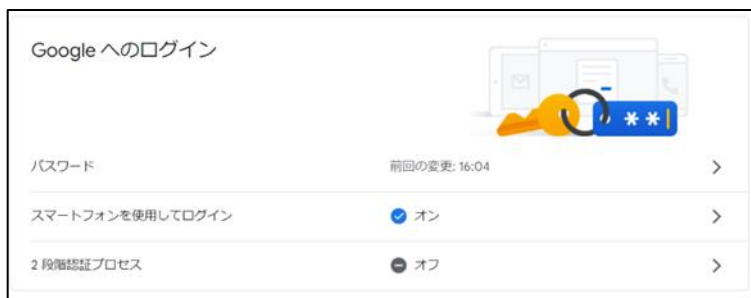 Google へのログイン
**
パスワード 前回の変更: 16:04
スマートフォンを使用してログイン オン
2 段階認証プロセス オフ